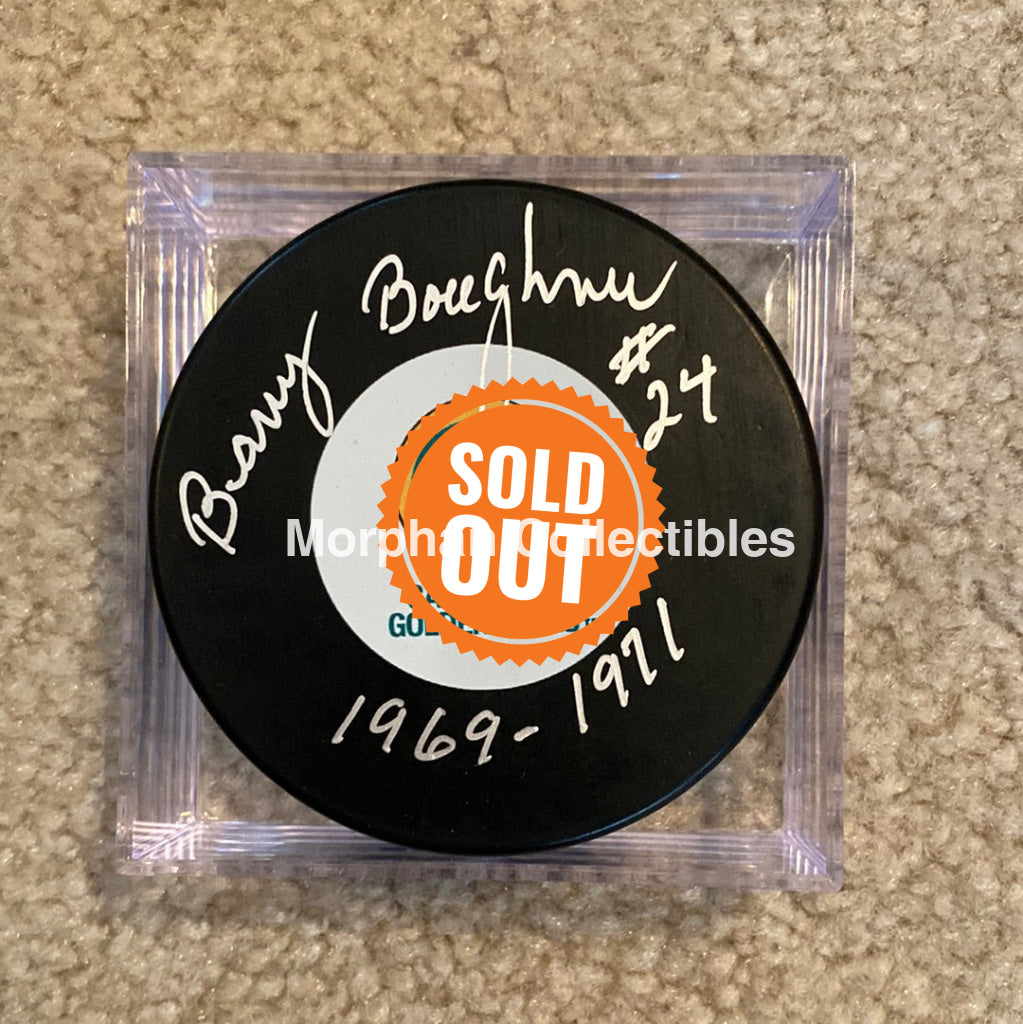 Barry Boughner
#24
SOLD
OUT
Morphan Collectibles
1969-1971